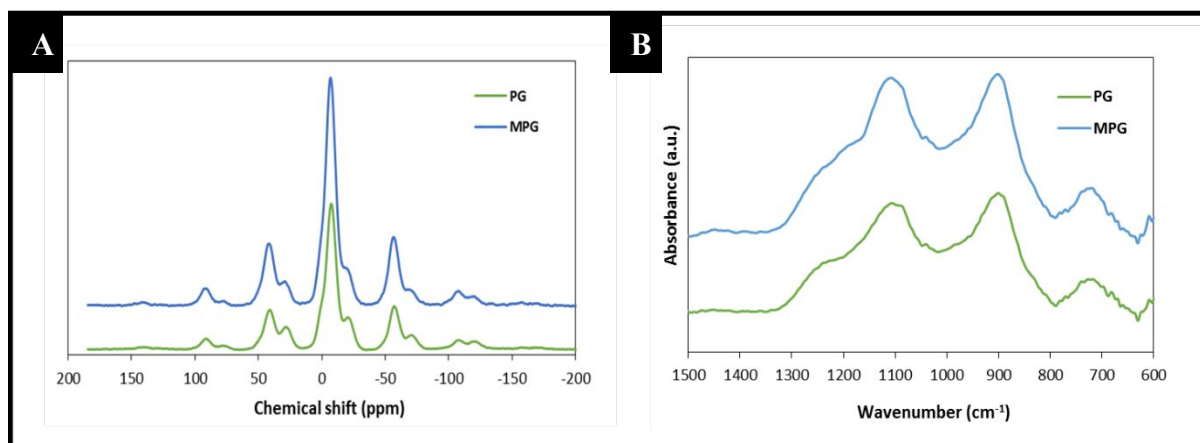 A
PG
MPG
200 150 100 50 0 -50 -100 -150 -200
Chemical shift (ppm)
B
PG
MPG
Absorbance (a.u.)
1500 1400 1300 1200 1100 1000 900 800 700 600
Wavenumber (cm⁻¹)